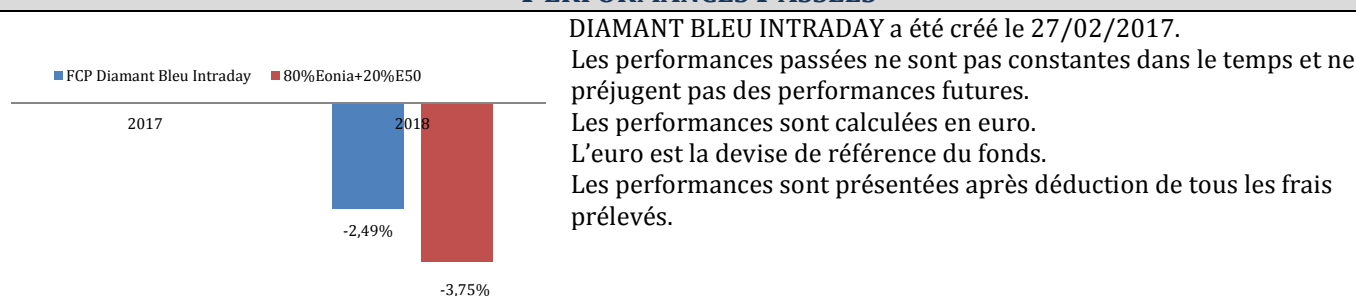 PERFORMANCES PASSÉES
DIAMANT BLEU INTRADAY a été créé le 27/02/2017.
Les performances passées ne sont pas constantes dans le temps et ne
préjugent pas des performances futures.
Les performances sont calculées en euro.
L’euro est la devise de référence du fonds.
Les performances sont présentées après déduction de tous les frais
prélevés.
FCP Diamant Bleu Intraday 80%Eonia+20%E50
2017 2018
-2,49%
-3,75%